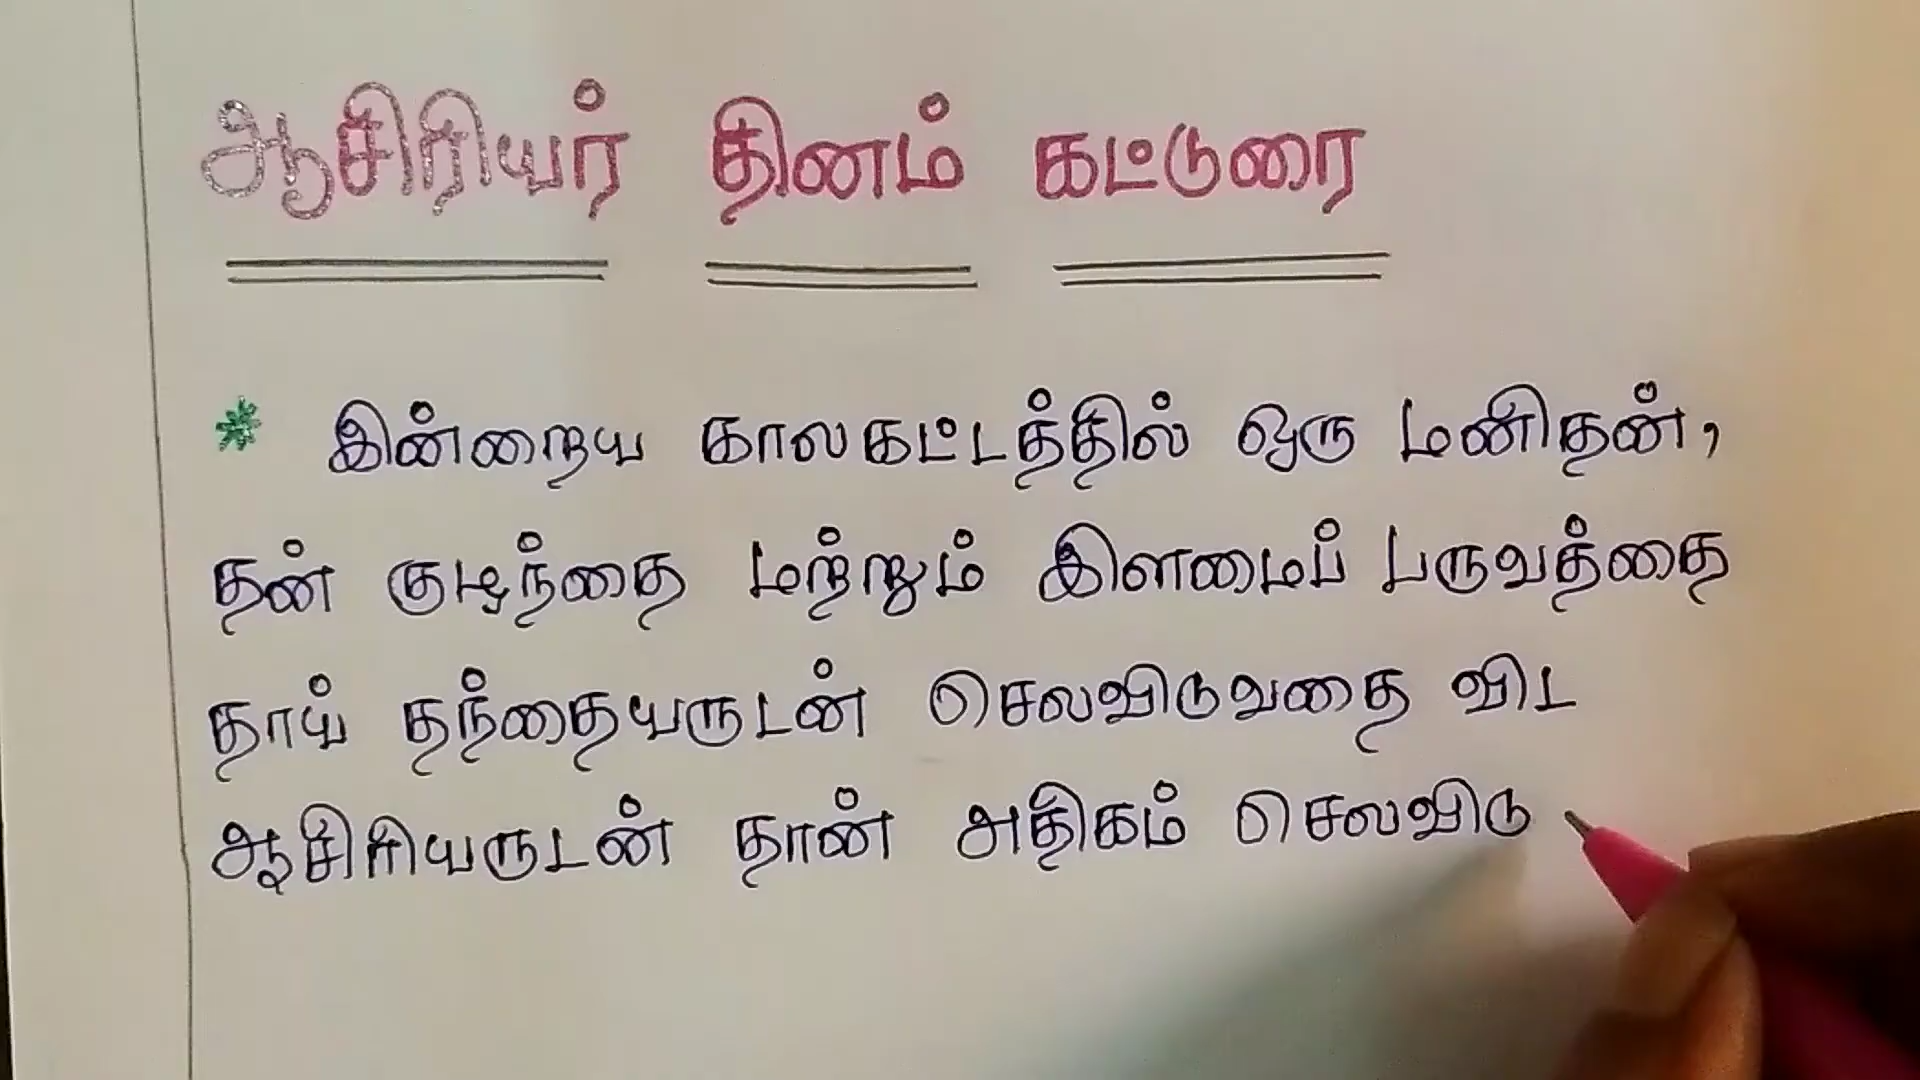 ஆசிரியர் தினம் கட்டுரை
* இன்றைய காலகட்டத்தில் ஒரு மனிதன்,
தன் குழந்தை மற்றும் இளமைப் பருவத்தை
தாய் தந்தையருடன் செலவிடுவதை விட
ஆசிரியருடன் தான் அதிகம் செலவிடு